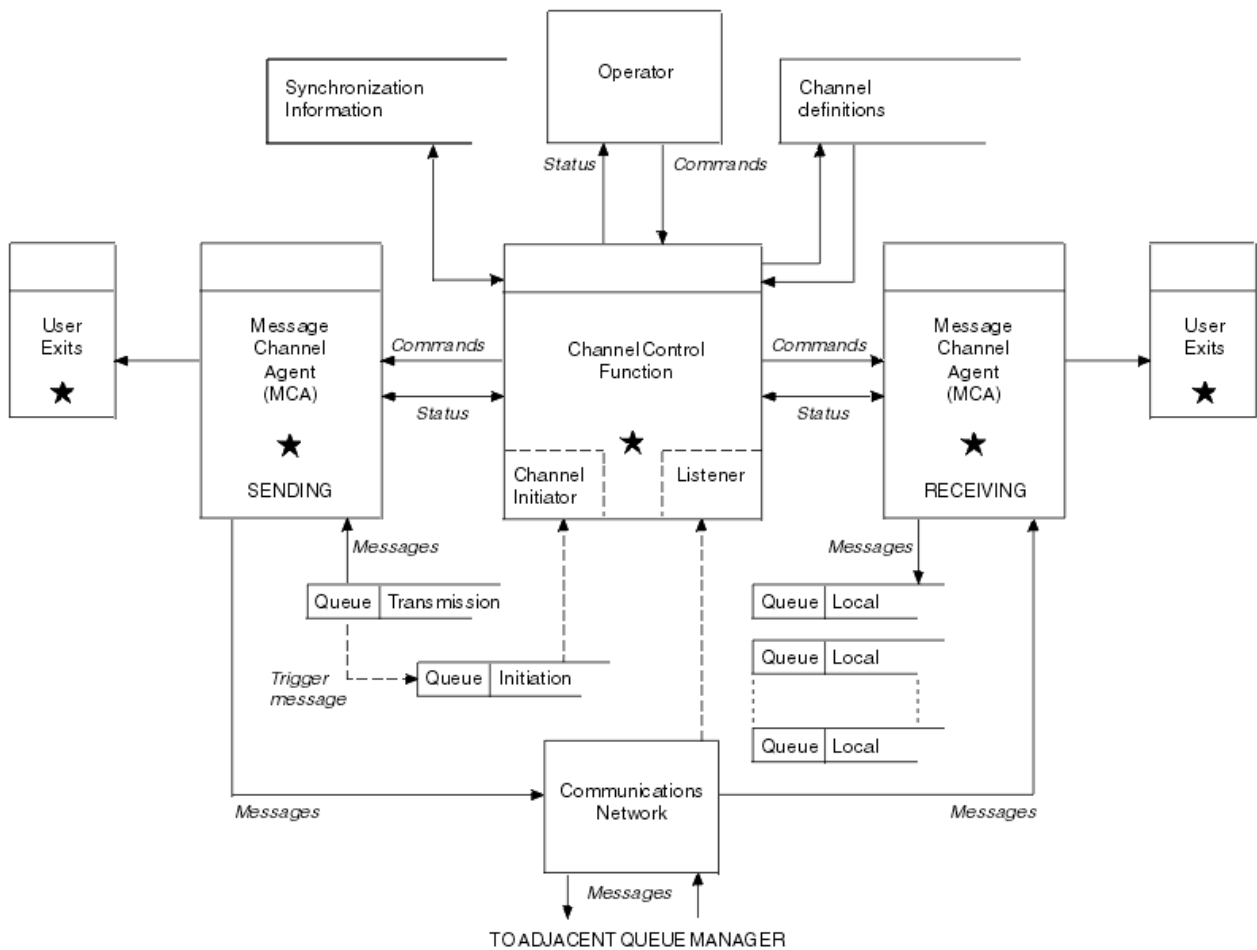 Synchronization
Information
Operator
Channel
definitions
Status
Commands
User
Exits
Message
Channel
Agent
(MCA)
SENDING
Commands
Status
Channel Control
Function
Channel
Initiator
Listener
Commands
Status
Message
Channel
Agent
(MCA)
RECEIVING
User
Exits
Messages
Messages
Queue Transmission
Queue Local
Trigger
message
Queue Initiation
Queue Local
Queue Local
Messages
Communications
Network
Messages
Messages
TO ADJACENT QUEUE MANAGER